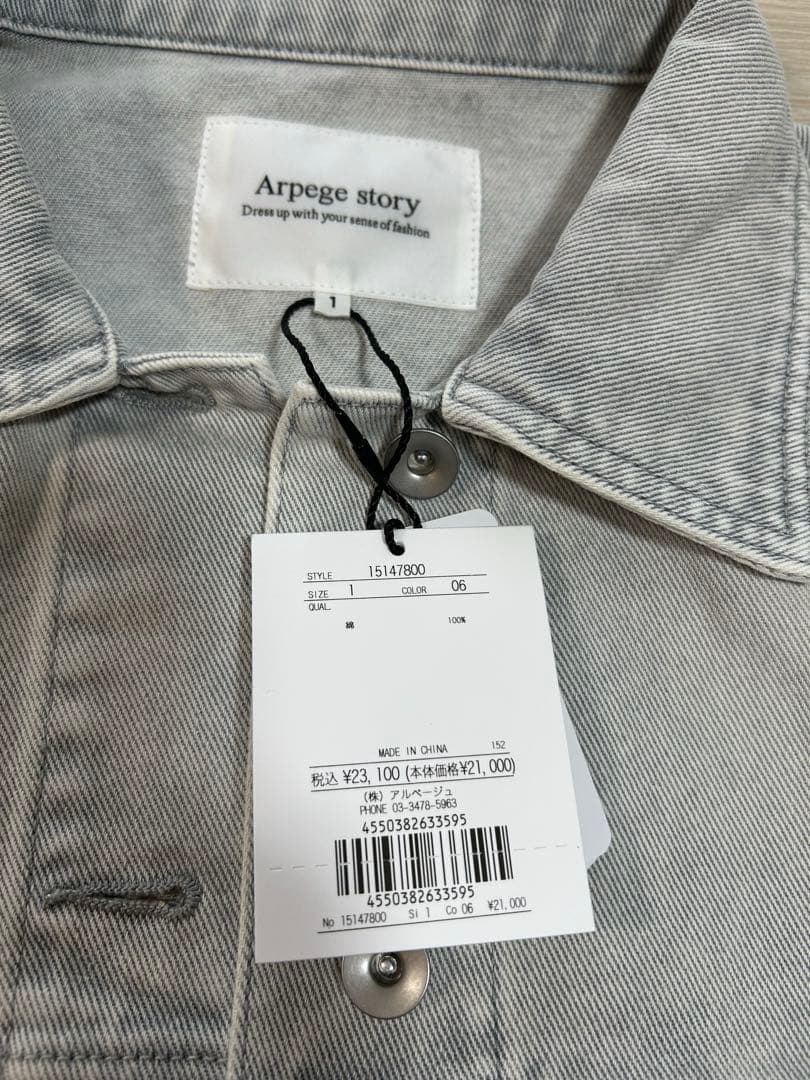 Arpege story
Dress up with your sense of fashion
1
STYLE 15147800
SIZE 1 COLOR 06
QUAL.
綿 100%
MADE IN CHINA 152
税込 ¥23,100 (本体価格¥21,000)
(株) アルページュ
PHONE 03-3478-5963
4550382633595
4550382633595
No 15147800 Si 1 Co 06 ¥21,000